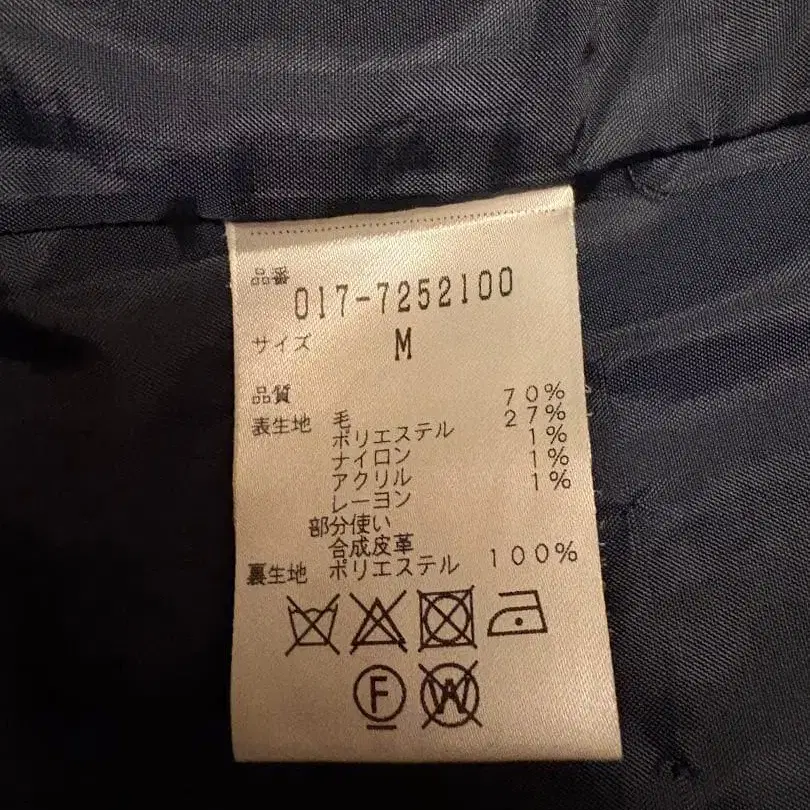 品番
017-7252100
サイズ M
品質
表生地 毛 70%
ポリエステル 27%
ナイロン 1%
アクリル 1%
レーヨン 1%
部分使い
合成皮革
裏生地 ポリエステル 100%
F W